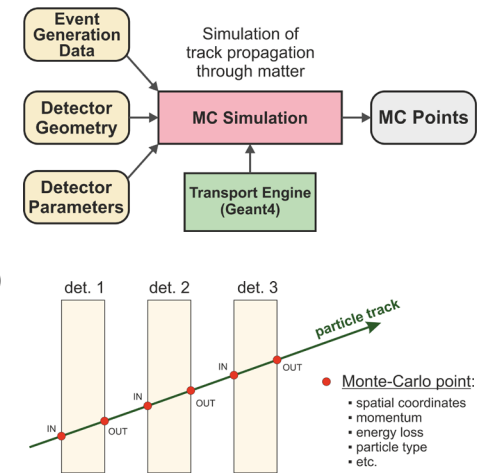 Event
Generation
Data
Simulation of
track propagation
through matter
Detector
Geometry
MC Simulation
MC Points
Detector
Parameters
Transport Engine
(Geant4)
)
det. 1
det. 2
det. 3
particle track
IN
OUT
IN
OUT
IN
OUT
Monte-Carlo point:
▪ spatial coordinates
▪ momentum
▪ energy loss
▪ particle type
▪ etc.